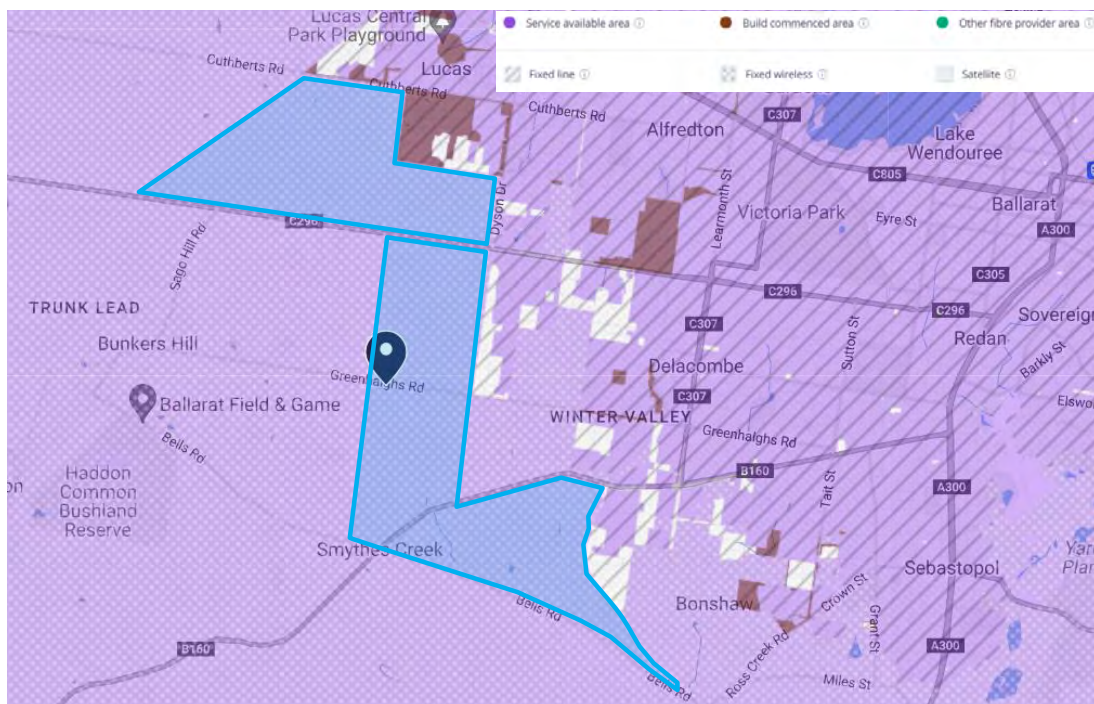 Service available area
Build commenced area
Other fibre provider area
Fixed line
Fixed wireless
Satellite
Lucas Central
Park Playground
Cuthberts Rd
Lucas
Cuthberts Rd
Cuthberts Rd
C307
Alfredton
Lake
Wendouree
C805
Learmonth St
Ballarat
Dyson Dr
Victoria Park
Eyre St
A300
C296
Sago Hill Rd
C305
C296
TRUNK LEAD
C296
Sovereign
C307
Sutton St
Redan
Bunkers Hill
Barkly St
Delacombe
Greenhalghs Rd
C307
Ballarat Field & Game
WINTER VALLEY
Bells Rd
Greenhalghs Rd
B160
Haddon
Common
Bushland
Reserve
Tait St
A300
Smythes Creek
Sebastopol
Bells Rd
Bonshaw
Crown St
Grant St
B160
Ross Creek Rd
A300
Bells Rd
Miles St